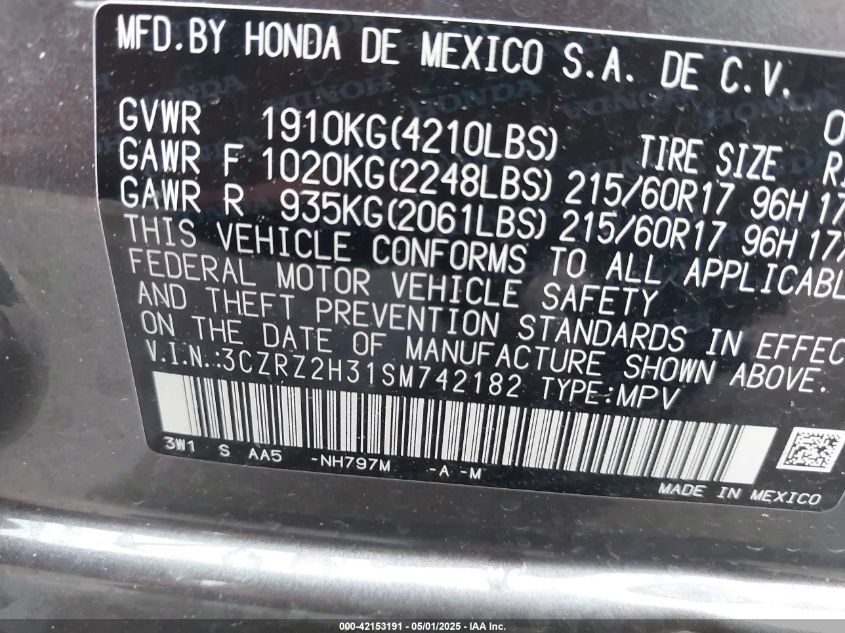 MFD.BY HONDA DE MEXICO S.A. DE C.V.
GVWR 1910KG(4210LBS) TIRE SIZE
GAWR F 1020KG(2248LBS) 215/60R17 96H
GAWR R 935KG(2061LBS) 215/60R17 96H
THIS VEHICLE CONFORMS TO ALL APPLICABL
FEDERAL MOTOR VEHICLE SAFETY
AND THEFT PREVENTION STANDARDS IN EFFEC
ON THE DATE OF MANUFACTURE SHOWN ABOVE.
V.I.N.:3CZRZ2H31SM742182 TYPE:MPV
3W1 S AA5 -NH797M -A -M
MADE IN MEXICO
000-42153191 - 05/01/2025 - IAA Inc.